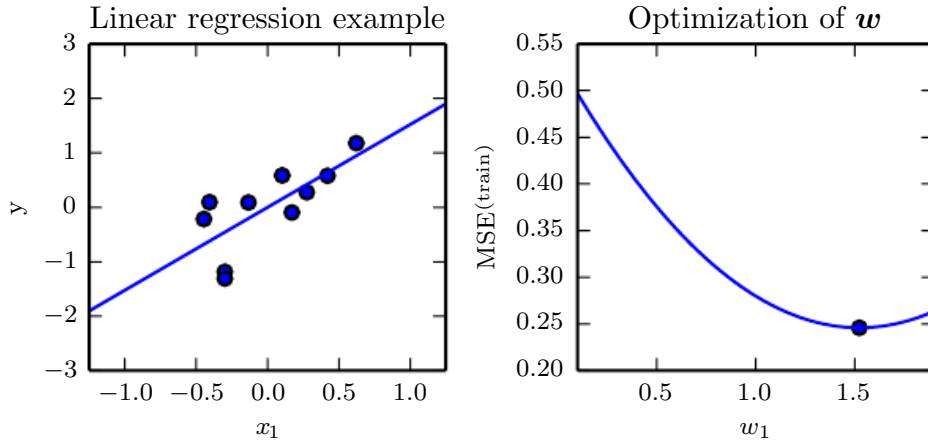 Linear regression example
3
2
1
0
−1
−2
−3
y
−1.0 −0.5 0.0 0.5 1.0
x1
Optimization of w
0.55
0.50
0.45
0.40
0.35
0.30
0.25
0.20
MSE(train)
0.5 1.0 1.5
w1